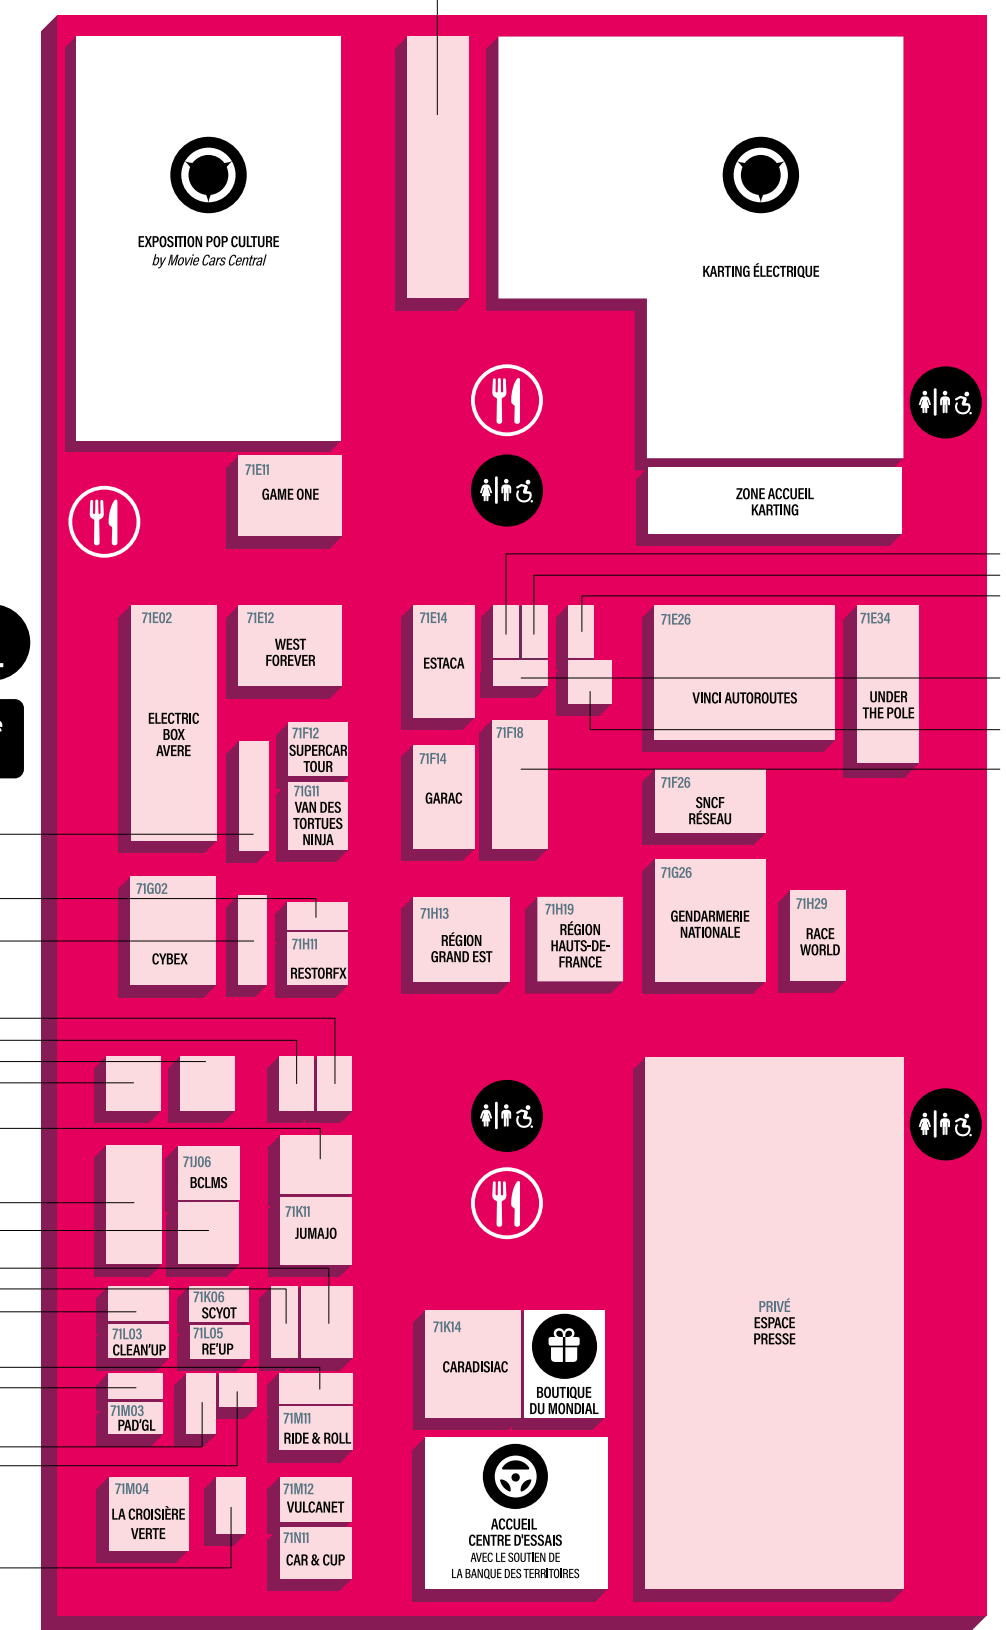 EXPOSITION POP CULTURE
by Movie Cars Central
KARTING ÉLECTRIQUE
71E11
GAME ONE
ZONE ACCUEIL
KARTING
71E02
ELECTRIC
BOX
AVERE
71E12
WEST
FOREVER
71F12
SUPERCAR
TOUR
71G11
VAN DES
TORTUES
NINJA
71E14
ESTACA
71F14
GARAC
71F18
71E26
VINCI AUTOROUTES
71E34
UNDER
THE POLE
71F26
SNCF
RÉSEAU
71G02
CYBEX
71H11
RESTORFX
71H13
RÉGION
GRAND EST
71H19
RÉGION
HAUTS-DE-
FRANCE
71G26
GENDARMERIE
NATIONALE
71H29
RACE
WORLD
71J06
BCLMS
71K11
JUMAJO
71K06
SCYOT
71L03
CLEAN'UP
71L05
RE'UP
71M03
PAD'GL
71M11
RIDE & ROLL
71M04
LA CROISIÈRE
VERTE
71M12
VULCANET
71N11
CAR & CUP
71K14
CARADISIAC
BOUTIQUE
DU MONDIAL
ACCUEIL
CENTRE D'ESSAIS
AVEC LE SOUTIEN DE
LA BANQUE DES TERRITOIRES
PRIVÉ
ESPACE
PRESSE